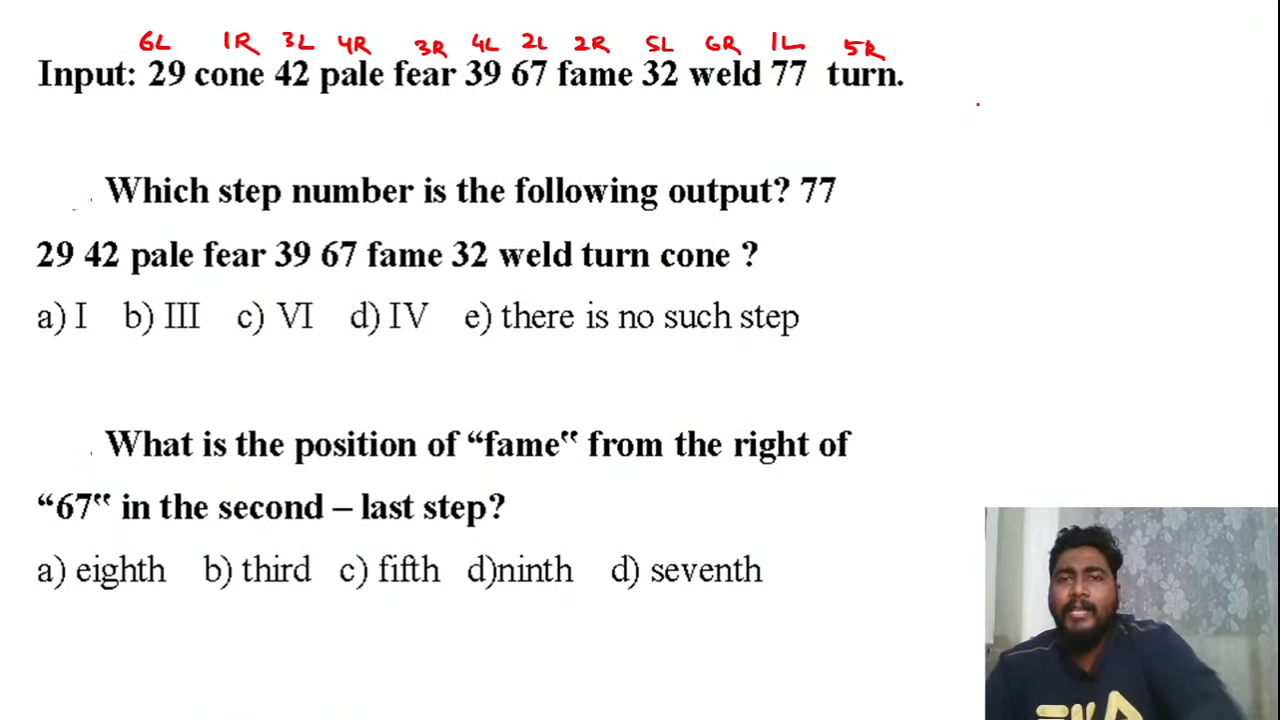 6L 1R 3L 4R 3R 4L 2L 2R 5L 6R 1L 5R
Input: 29 cone 42 pale fear 39 67 fame 32 weld 77 turn.
Which step number is the following output? 77
29 42 pale fear 39 67 fame 32 weld turn cone ?
a) I b) III c) VI d) IV e) there is no such step
What is the position of “fame‟ from the right of
“67‟ in the second – last step?
a) eighth b) third c) fifth d)ninth d) seventh